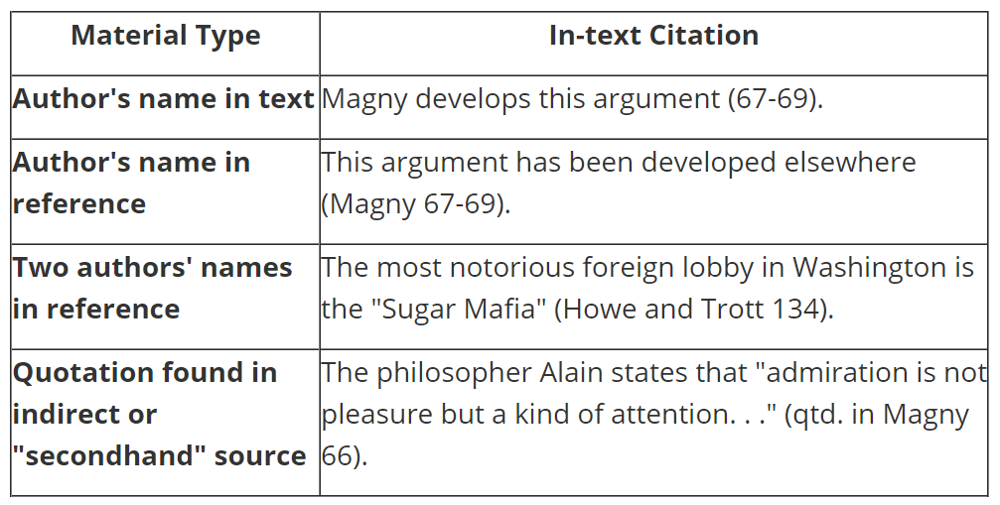 Material Type In-text Citation
Author's name in text Magny develops this argument (67-69).
Author's name in
reference
This argument has been developed elsewhere
(Magny 67-69).
Two authors' names
in reference
The most notorious foreign lobby in Washington is
the "Sugar Mafia" (Howe and Trott 134).
Quotation found in
indirect or
"secondhand" source
The philosopher Alain states that "admiration is not
pleasure but a kind of attention. . ." (qtd. in Magny
66).